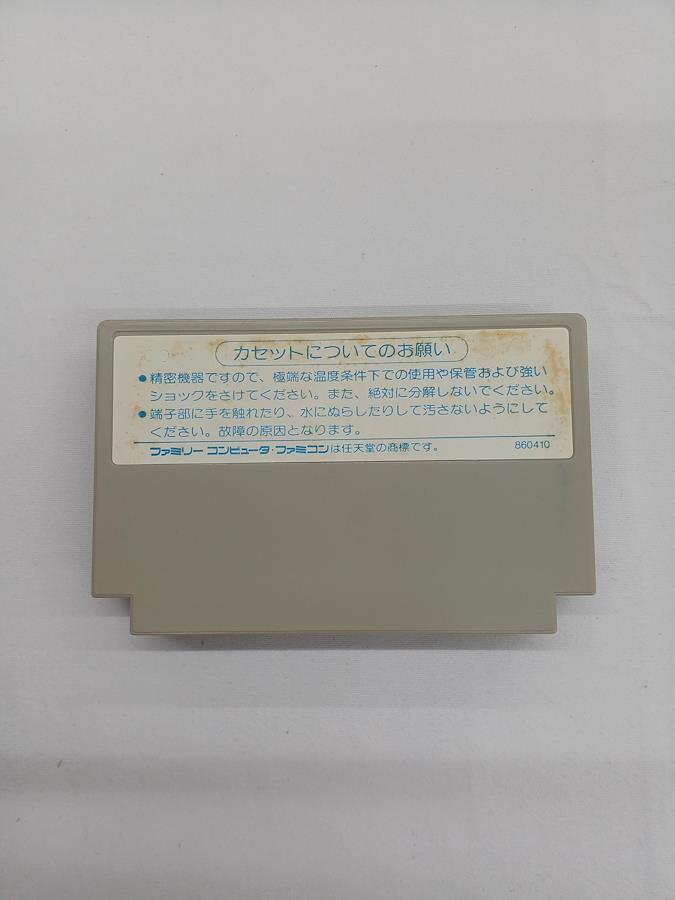 カセットについてのお願い
●精密機器ですので、極端な温度条件下での使用や保管および強い
ショックをさけてください。また、絶対に分解しないでください。
●端子部に手を触れたり、水にぬらしたりして汚さないようにして
ください。故障の原因となります。
ファミリー コンピュータ・ファミコンは任天堂の商標です。 860410